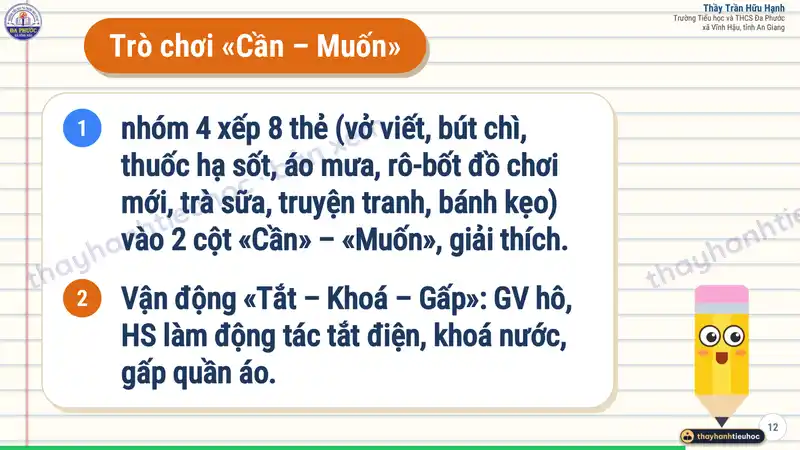 Thầy Trần Hữu Hạnh
Trường Tiểu học và THCS Đa Phước
xã Vĩnh Hậu, tỉnh An Giang
ĐA PHƯỚC
Trò chơi «Cần – Muốn»
1
nhóm 4 xếp 8 thẻ (vở viết, bút chì,
thuốc hạ sốt, áo mưa, rô-bốt đồ chơi
mới, trà sữa, truyện tranh, bánh kẹo)
vào 2 cột «Cần» – «Muốn», giải thích.
2
Vận động «Tắt – Khoá – Gấp»: GV hô,
HS làm động tác tắt điện, khoá nước,
gấp quần áo.
thayhanhtieuhoc
12